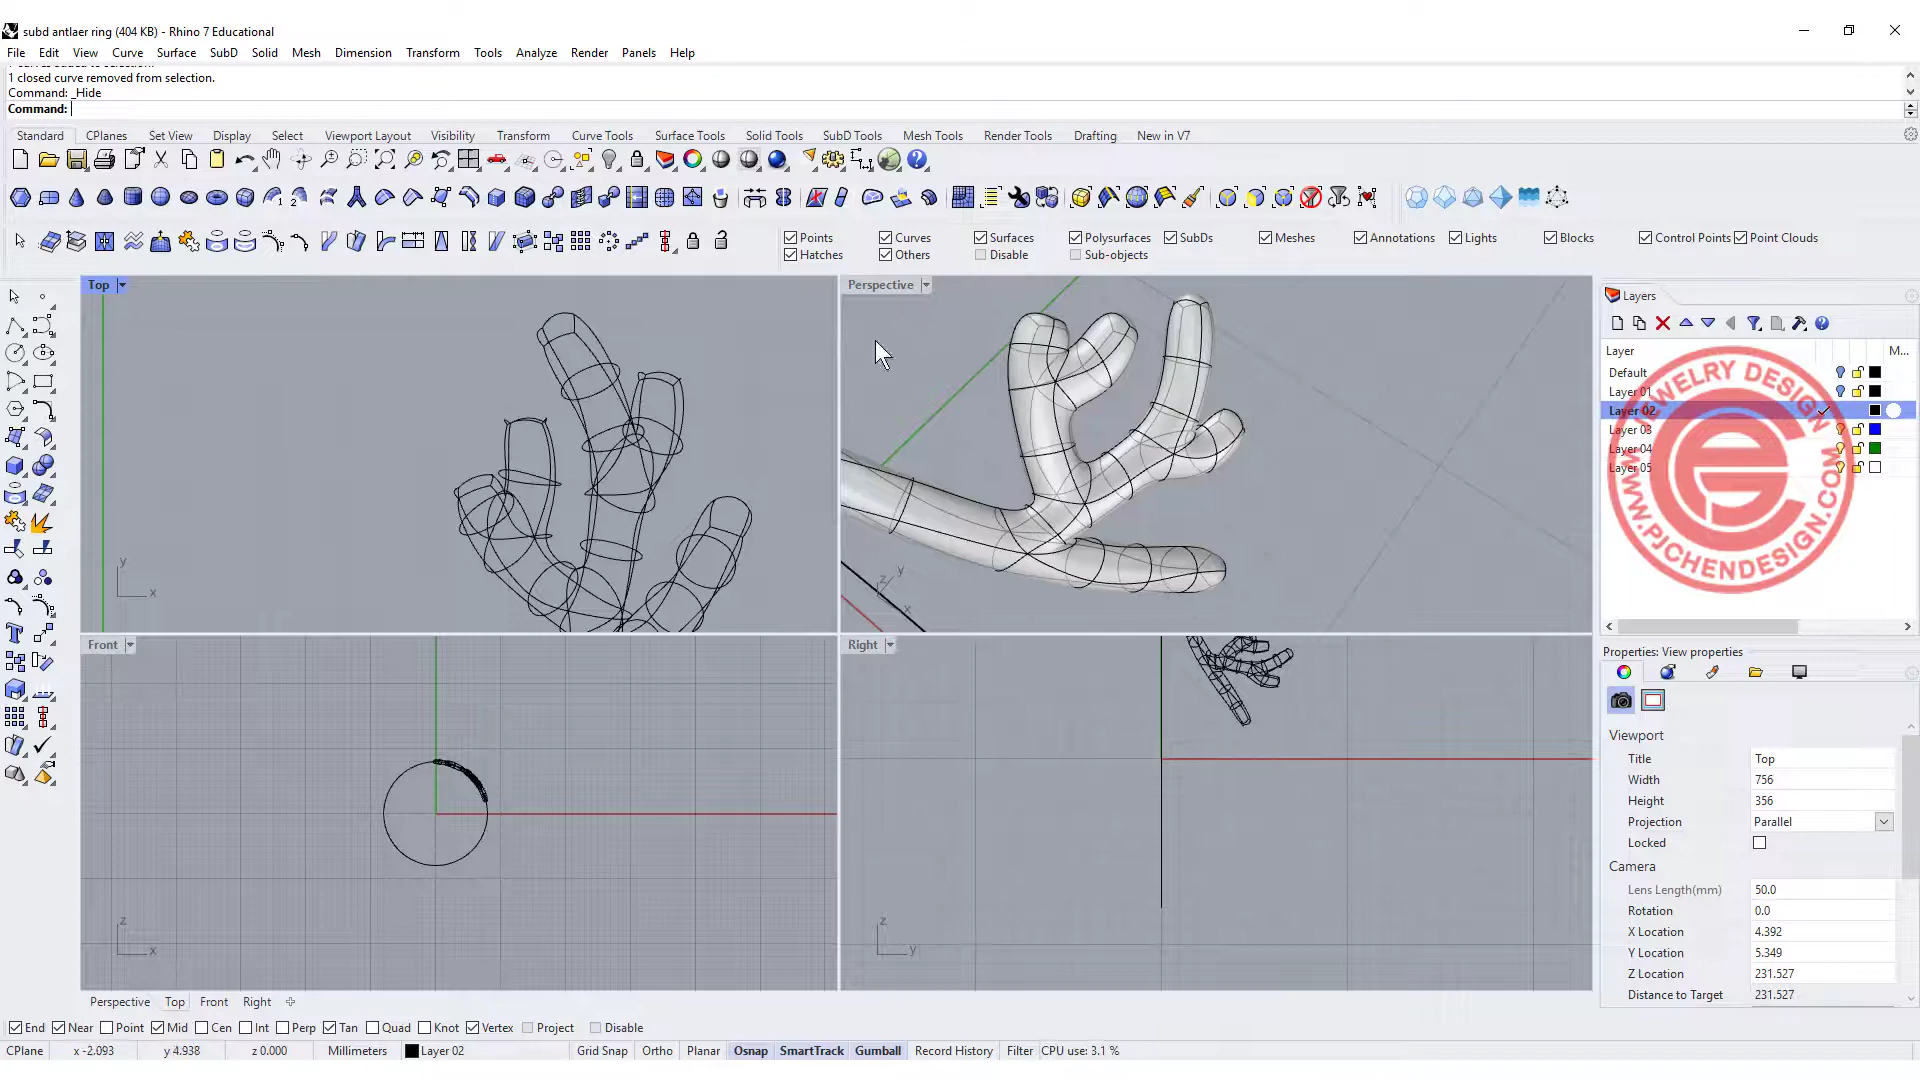 subd antlaer ring (404 KB) - Rhino 7 Educational
File Edit View Curve Surface SubD Solid Mesh Dimension Transform Tools Analyze Render Panels Help
1 closed curve removed from selection.
Command: _Hide
Command:
Standard CPlanes Set View Display Select Viewport Layout Visibility Transform Curve Tools Surface Tools Solid Tools SubD Tools Mesh Tools Render Tools Drafting New in V7
Points Curves Surfaces Polysurfaces SubDs Meshes Annotations Lights Blocks Control Points Point Clouds
Hatches Others Disable Sub-objects
Top
Perspective
Layers
Layer M...
Default
Layer 01
Layer 02
Layer 03
Layer 04
Layer 05
JEWELRY DESIGN
WWW.PJCHENDESIGN.COM
y
x
z
y
x
Front
Right
z
x
z
y
Properties: View properties
Viewport
Title Top
Width 756
Height 356
Projection Parallel
Locked
Camera
Lens Length(mm) 50.0
Rotation 0.0
X Location 4.392
Y Location 5.349
Z Location 231.527
Distance to Target 231.527
Perspective Top Front Right
End Near Point Mid Cen Int Perp Tan Quad Knot Vertex Project Disable
CPlane x -2.093 y 4.938 z 0.000 Millimeters Layer 02 Grid Snap Ortho Planar Osnap SmartTrack Gumball Record History Filter CPU use: 3.1 %